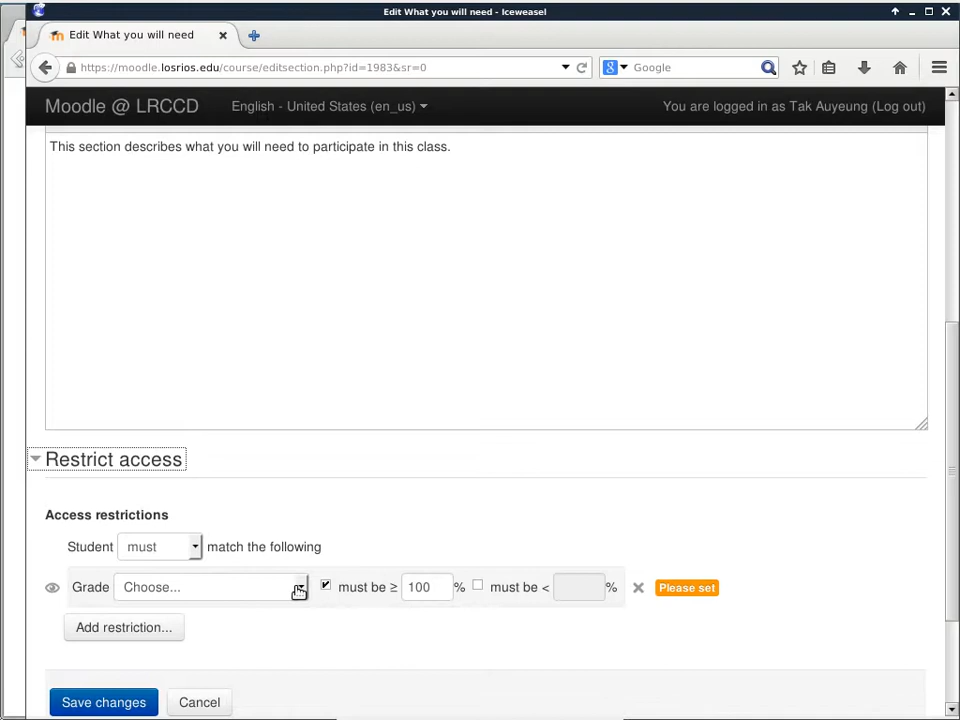 Edit What you will need - Iceweasel
Edit What you will need
https://moodle.losrios.edu/course/editsection.php?id=1983&sr=0
Google
Moodle @ LRCCD English - United States (en_us) You are logged in as Tak Auyeung (Log out)
This section describes what you will need to participate in this class.
Restrict access
Access restrictions
Student must match the following
Grade Choose... must be ≥ 100 % must be < % Please set
Add restriction...
Save changes Cancel